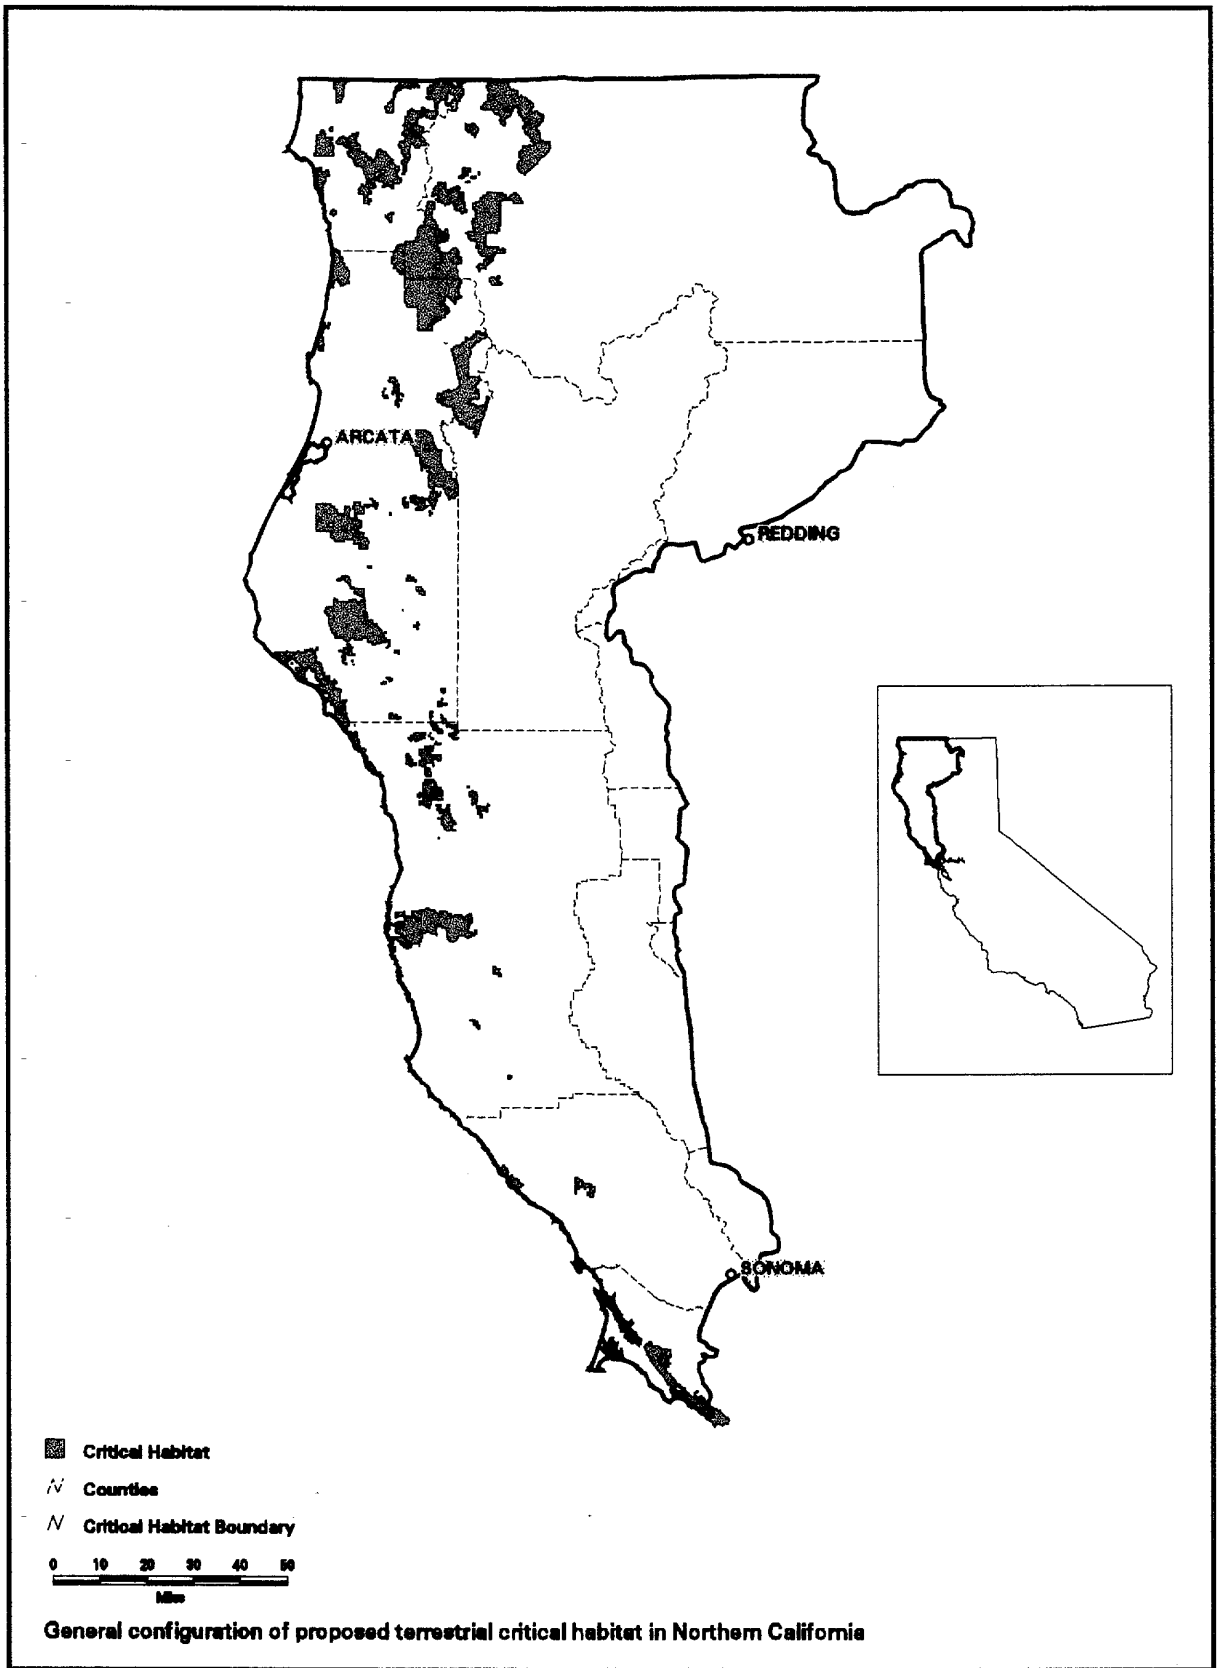 ARCATA
REDDING
SONOMA
Critical Habitat
Counties
Critical Habitat Boundary
0 10 20 30 40 50
Miles
General configuration of proposed terrestrial critical habitat in Northern California